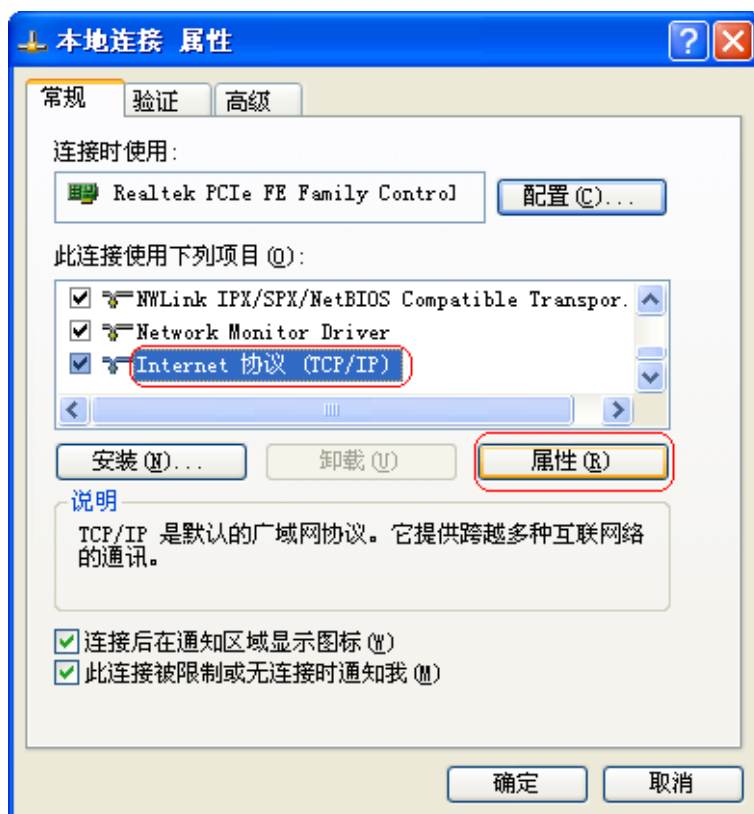 本地连接 属性
常规 验证 高级
连接时使用:
Realtek PCIe FE Family Control
配置(C)...
此连接使用下列项目(O):
NWLink IPX/SPX/NetBIOS Compatible Transpor.
Network Monitor Driver
Internet 协议 (TCP/IP)
安装(N)... 卸载(U) 属性(R)
说明
TCP/IP 是默认的广域网协议。它提供跨越多种互联网络
的通讯。
连接后在通知区域显示图标(W)
此连接被限制或无连接时通知我(M)
确定 取消